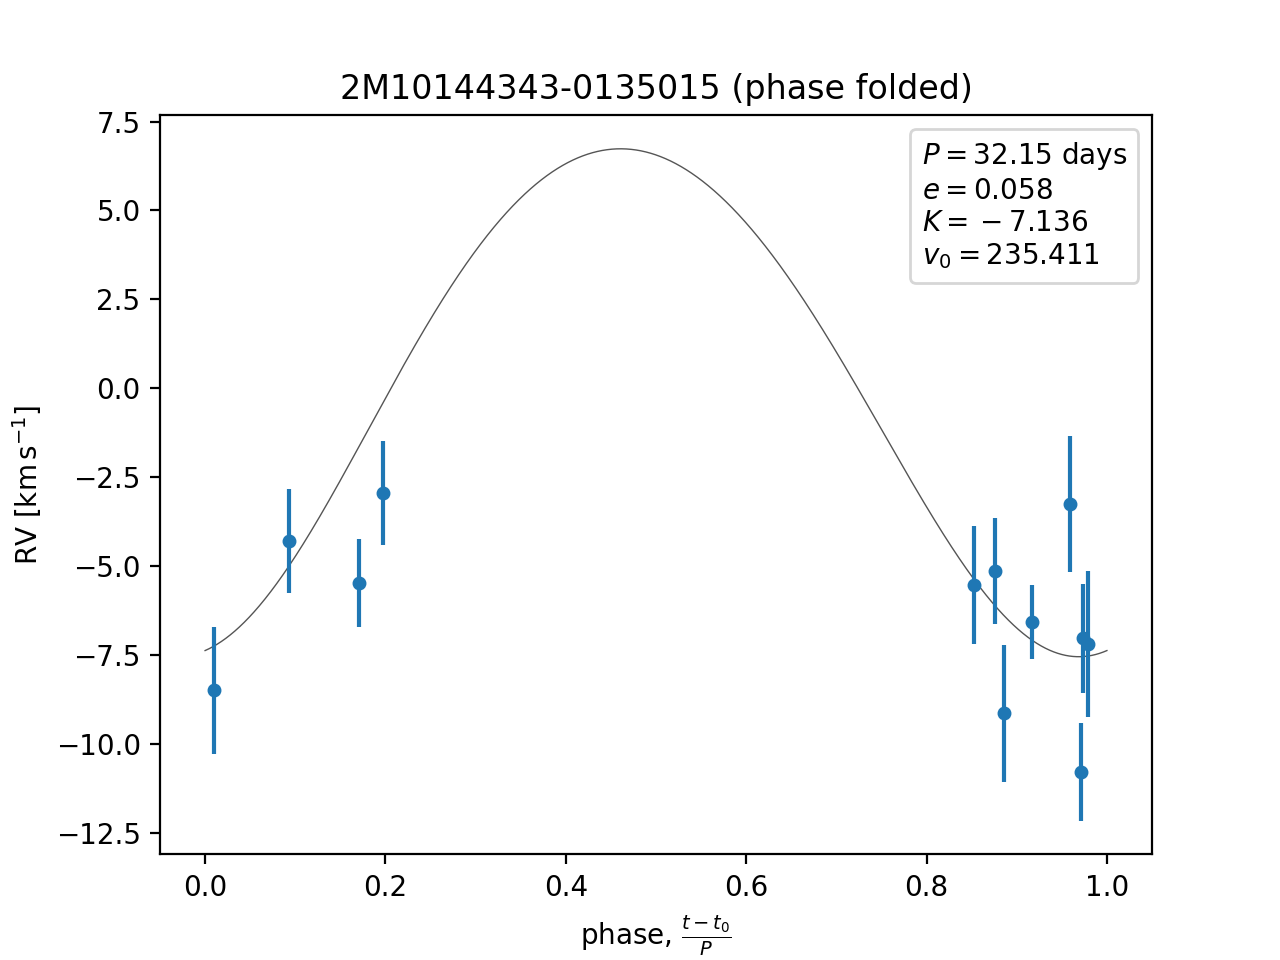 2M10144343-0135015 (phase folded)
P = 32.15 days
e = 0.058
K = −7.136
v₀ = 235.411
RV [km s⁻¹]
7.5
5.0
2.5
0.0
−2.5
−5.0
−7.5
−10.0
−12.5
0.0 0.2 0.4 0.6 0.8 1.0
phase, (t − t₀)/P